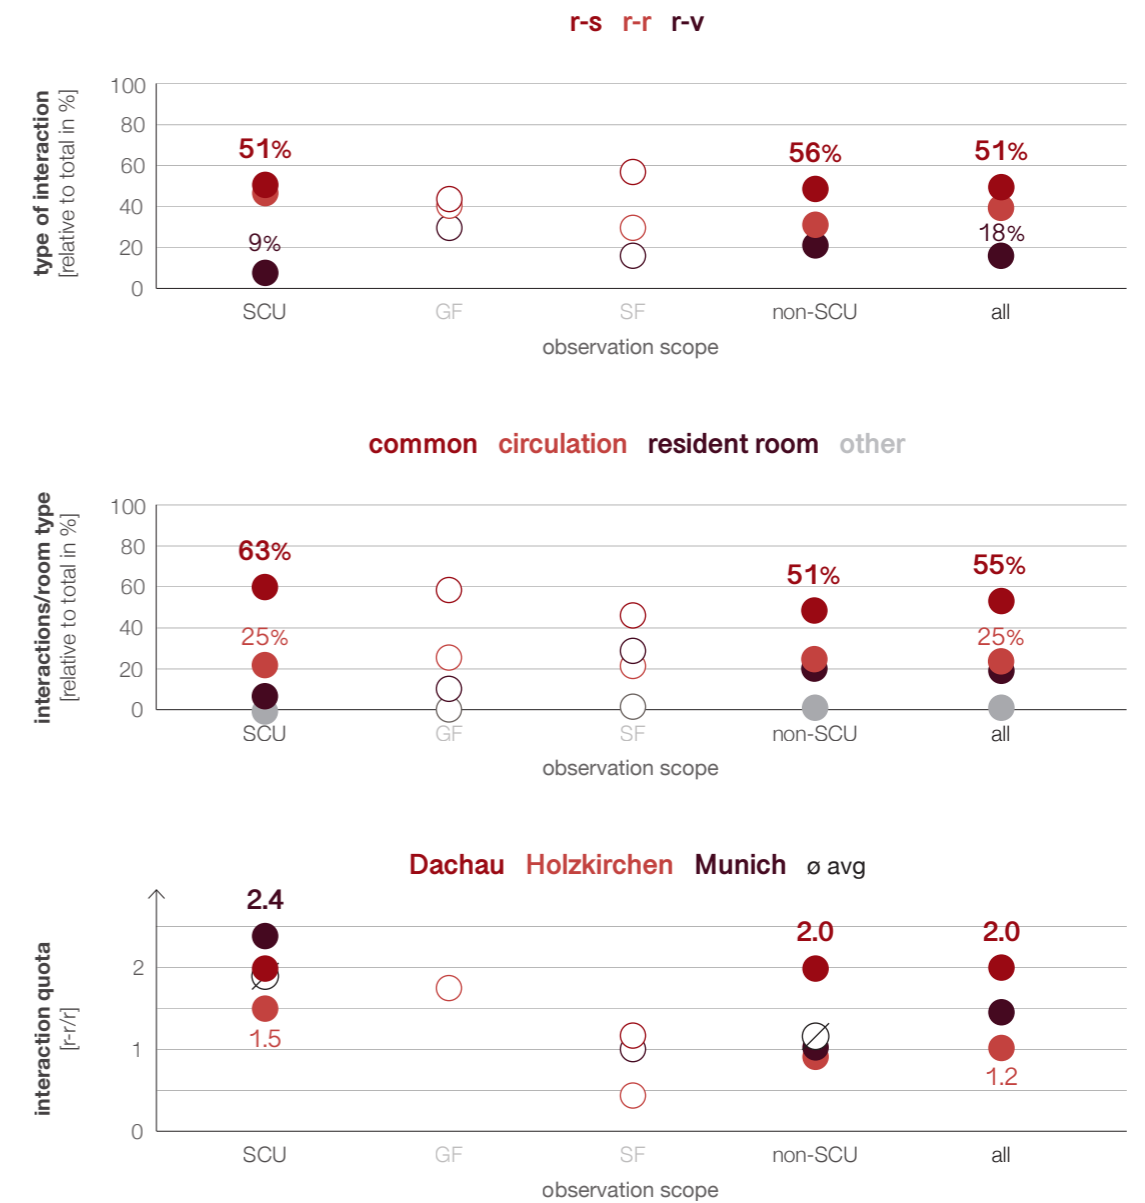 r-s r-r r-v
type of interaction
[relative to total in %]
100
80
60
40
20
0
51%
9%
56%
51%
18%
SCU GF SF non-SCU all
observation scope
common circulation resident room other
interactions/room type
[relative to total in %]
100
80
60
40
20
0
63%
25%
51%
55%
25%
SCU GF SF non-SCU all
observation scope
Dachau Holzkirchen Munich ø avg
interaction quota
[r-r/r]
2
1
0
2.4
1.5
2.0
2.0
1.2
SCU GF SF non-SCU all
observation scope